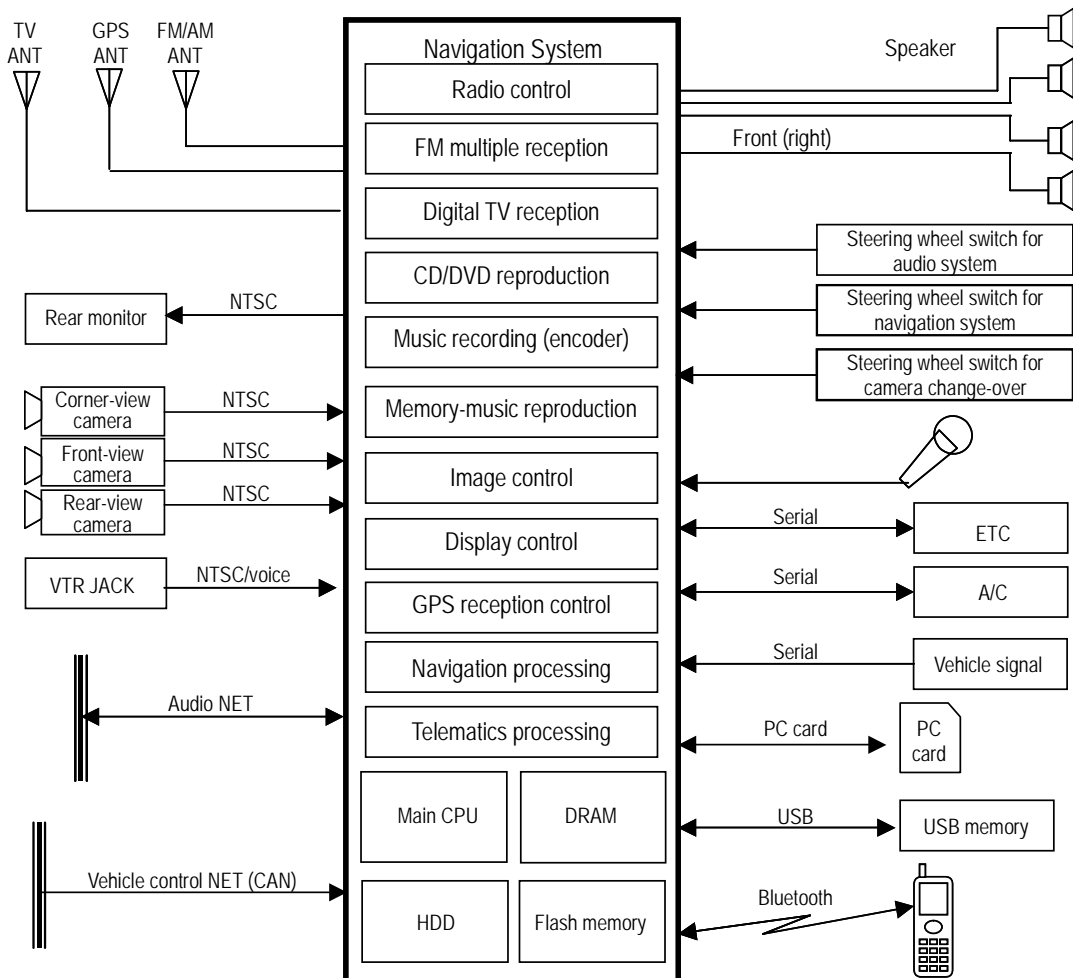 TV
ANT
GPS
ANT
FM/AM
ANT
Rear monitor
NTSC
Corner-view
camera
NTSC
Front-view
camera
NTSC
Rear-view
camera
NTSC
VTR JACK
NTSC/voice
Audio NET
Vehicle control NET (CAN)
Navigation System
Radio control
FM multiple reception
Digital TV reception
CD/DVD reproduction
Music recording (encoder)
Memory-music reproduction
Image control
Display control
GPS reception control
Navigation processing
Telematics processing
Main CPU
DRAM
HDD
Flash memory
Speaker
Front (right)
Steering wheel switch for
audio system
Steering wheel switch for
navigation system
Steering wheel switch for
camera change-over
Serial
ETC
Serial
A/C
Serial
Vehicle signal
PC card
PC
card
USB
USB memory
Bluetooth